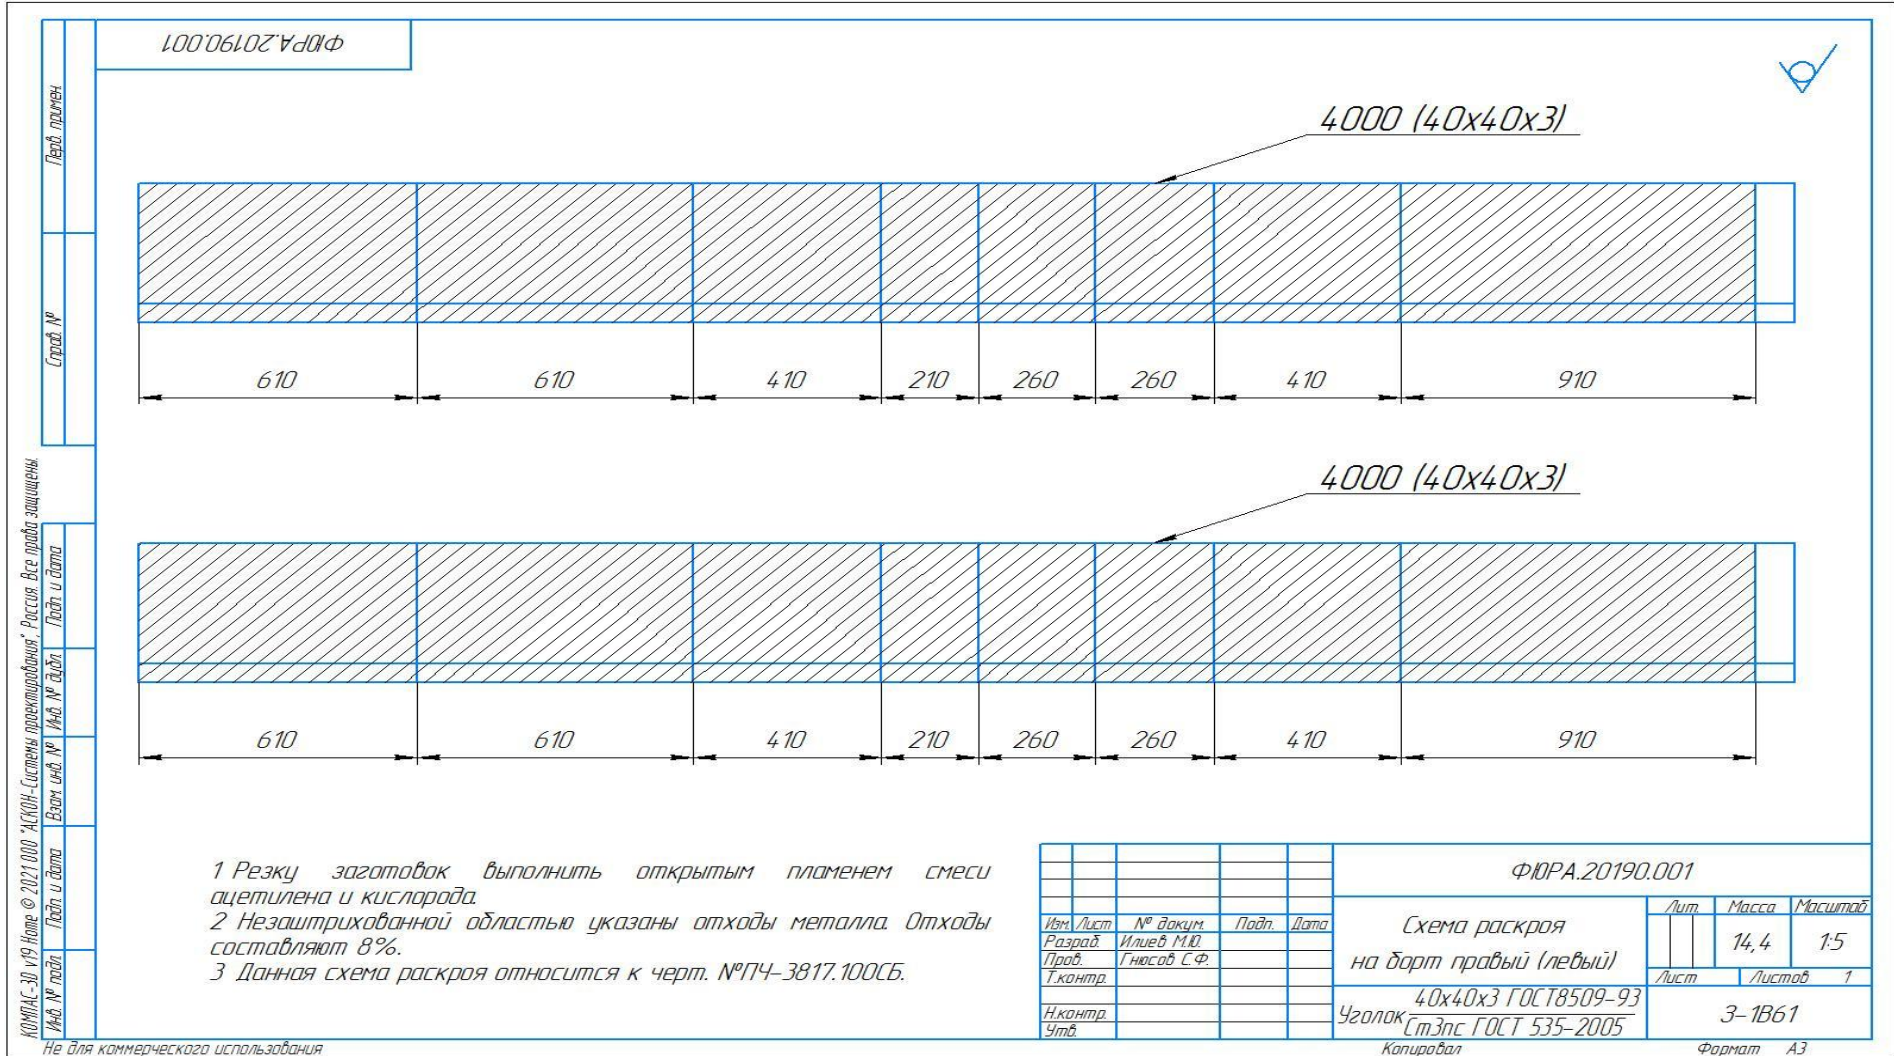 ФЮРА.20190.001
Перв. примен.
Справ. №
Подп. и дата
Инв. № дубл.
Взам. инв. №
Подп. и дата
Инв. № подл.
КОМПАС-3D v19 Home © 2021 ООО "АСКОН-Системы проектирования", Россия. Все права защищены.
4000 (40х40х3)
610 610 410 210 260 260 410 910
4000 (40х40х3)
610 610 410 210 260 260 410 910
1 Резку заготовок выполнить открытым пламенем смеси
ацетилена и кислорода.
2 Незаштрихованной областью указаны отходы металла. Отходы
составляют 8%.
3 Данная схема раскроя относится к черт. №ПЧ-3817.100СБ.
ФЮРА.20190.001
Изм. Лист № докум. Подп. Дата
Разраб. Илиев М.Ю.
Пров. Гнюсов С.Ф.
Т.контр.
Н.контр.
Утв.
Схема раскроя
на борт правый (левый)
Лит. Масса Масштаб
14,4 1:5
Лист Листов 1
Уголок 40х40х3 ГОСТ8509-93
Ст3пс ГОСТ 535-2005
З-1В61
Не для коммерческого использования
Копировал
Формат А3